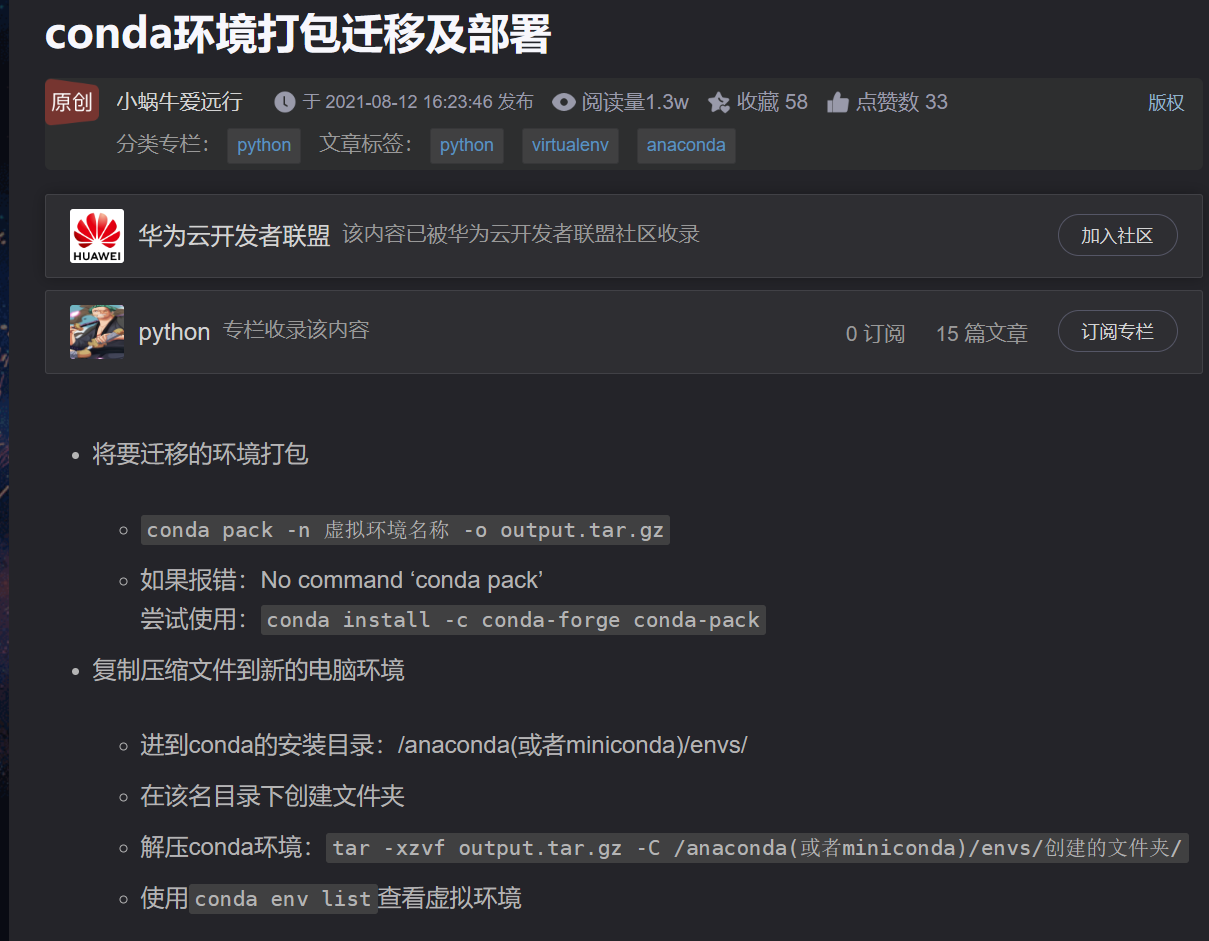 conda环境打包迁移及部署
原创 小蜗牛爱远行 于 2021-08-12 16:23:46 发布 阅读量1.3w 收藏 58 点赞数 33 版权
分类专栏： python 文章标签： python virtualenv anaconda
HUAWEI 华为云开发者联盟 该内容已被华为云开发者联盟社区收录 加入社区
python 专栏收录该内容 0 订阅 15 篇文章 订阅专栏
将要迁移的环境打包
conda pack -n 虚拟环境名称 -o output.tar.gz
如果报错：No command ‘conda pack’
尝试使用：conda install -c conda-forge conda-pack
复制压缩文件到新的电脑环境
进到conda的安装目录：/anaconda(或者miniconda)/envs/
在该名目录下创建文件夹
解压conda环境：tar -xzvf output.tar.gz -C /anaconda(或者miniconda)/envs/创建的文件夹/
使用conda env list查看虚拟环境